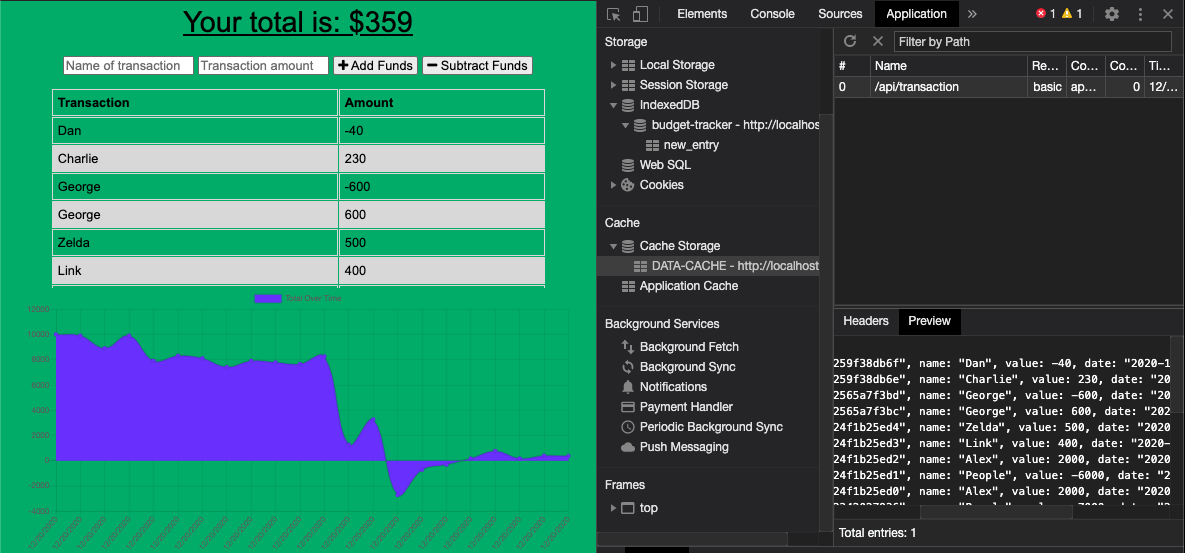 Your total is: $359
Name of transaction Transaction amount Add Funds Subtract Funds
Transaction Amount
Dan -40
Charlie 230
George -600
George 600
Zelda 500
Link 400
Total Over Time
12000
10000
8000
6000
4000
2000
0
-2000
-4000
Elements Console Sources Application » 1 1
Storage
Local Storage
Session Storage
IndexedDB
budget-tracker - http://localhos
new_entry
Web SQL
Cookies
Cache
Cache Storage
DATA-CACHE - http://localhost
Application Cache
Background Services
Background Fetch
Background Sync
Notifications
Payment Handler
Periodic Background Sync
Push Messaging
Frames
top
Filter by Path
# Name Re... Co... Co... Ti...
0 /api/transaction basic ap... 0 12/...
Headers Preview
259f38db6f", name: "Dan", value: -40, date: "2020-1
259f38db6e", name: "Charlie", value: 230, date: "20
2565a7f3bd", name: "George", value: -600, date: "20
2565a7f3bc", name: "George", value: 600, date: "202
24f1b25ed4", name: "Zelda", value: 500, date: "2020
24f1b25ed3", name: "Link", value: 400, date: "2020-
24f1b25ed2", name: "Alex", value: 2000, date: "2020
24f1b25ed1", name: "People", value: -6000, date: "2
24f1b25ed0", name: "Alex", value: 2000, date: "2020
Total entries: 1